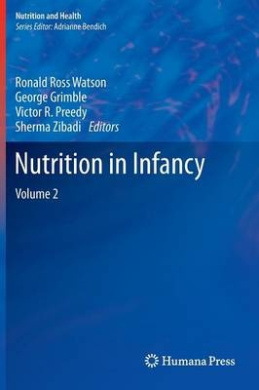 Nutrition and Health
Series Editor: Adrianne Bendich
Ronald Ross Watson
George Grimble
Victor R. Preedy
Sherma Zibadi Editors
Nutrition in Infancy
Volume 2
Humana Press